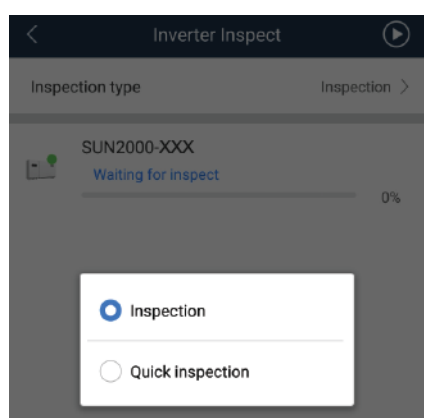 Inverter Inspect
Inspection type Inspection >
SUN2000-XXX
Waiting for inspect
0%
Inspection
Quick inspection